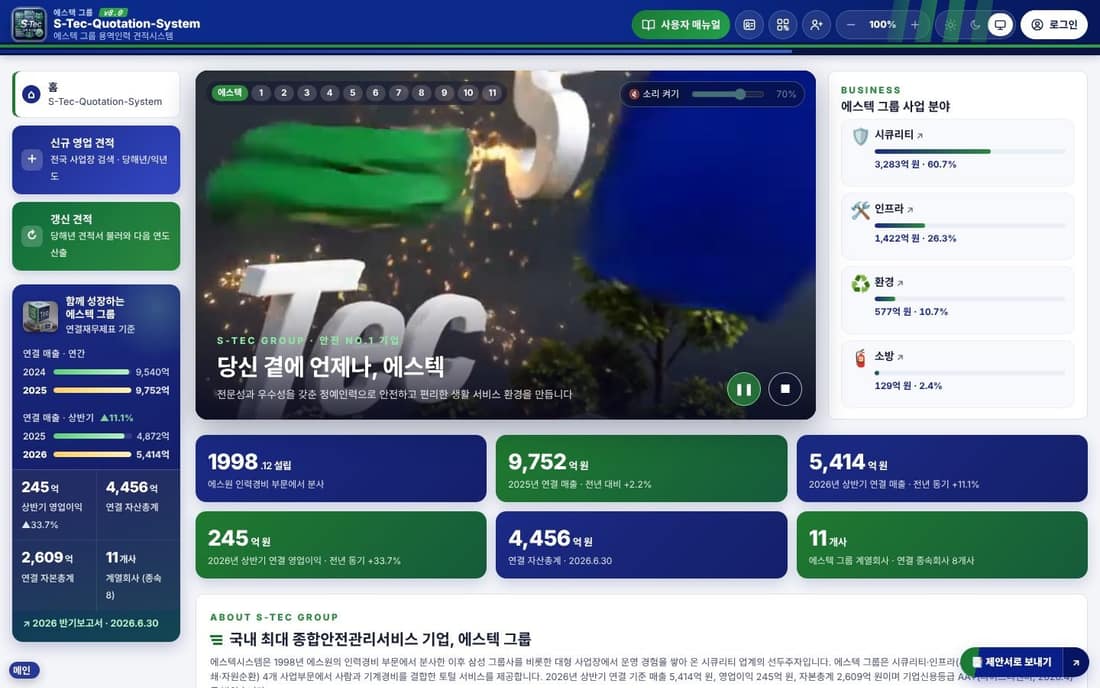 에스텍 그룹 v8.0
S-Tec-Quotation-System
에스텍 그룹 용역인력 견적시스템
사용자 매뉴얼
100%
로그인
홈
S-Tec-Quotation-System
신규 영업 견적
전국 사업장 검색 · 당해년/익년도
갱신 견적
당해년 견적서 불러와 다음 연도 산출
함께 성장하는
에스텍 그룹
연결재무제표 기준
연결 매출 · 연간
2024 9,540억
2025 9,752억
연결 매출 · 상반기 ▲11.1%
2025 4,872억
2026 5,414억
245억
상반기 영업이익
▲33.7%
4,456억
연결 자산총계
2,609억
연결 자본총계
11개사
계열회사 (종속
8)
↗ 2026 반기보고서 · 2026.6.30
메인
에스텍 1 2 3 4 5 6 7 8 9 10 11
소리 켜기 70%
S
Tec
S-TEC GROUP · 안전 NO.1 기업
당신 곁에 언제나, 에스텍
전문성과 우수성을 갖춘 정예인력으로 안전하고 편리한 생활 서비스 환경을 만듭니다
BUSINESS
에스텍 그룹 사업 분야
시큐리티 ↗
3,283억 원 · 60.7%
인프라 ↗
1,422억 원 · 26.3%
환경 ↗
577억 원 · 10.7%
소방 ↗
129억 원 · 2.4%
1998.12 설립
에스원 인력경비 부문에서 분사
9,752억 원
2025년 연결 매출 · 전년 대비 +2.2%
5,414억 원
2026년 상반기 연결 매출 · 전년 동기 +11.1%
245억 원
2026년 상반기 연결 영업이익 · 전년 동기 +33.7%
4,456억 원
연결 자산총계 · 2026.6.30
11개사
에스텍 그룹 계열회사 · 연결 종속회사 8개사
ABOUT S-TEC GROUP
국내 최대 종합안전관리서비스 기업, 에스텍 그룹
에스텍시스템은 1998년 에스원의 인력경비 부문에서 분사한 이후 삼성 그룹사를 비롯한 대형 사업장에서 운영 경험을 쌓아 온 시큐리티 업계의 선두주자입니다. 에스텍 그룹은 시큐리티·인프라(
쇄·자원순환) 4개 사업부문에서 사람과 기계경비를 결합한 토털 서비스를 제공합니다. 2026년 상반기 연결 기준 매출 5,414억 원, 영업이익 245억 원, 자본총계 2,609억 원이며 기업신용등급
제안서로 보내기 ↗